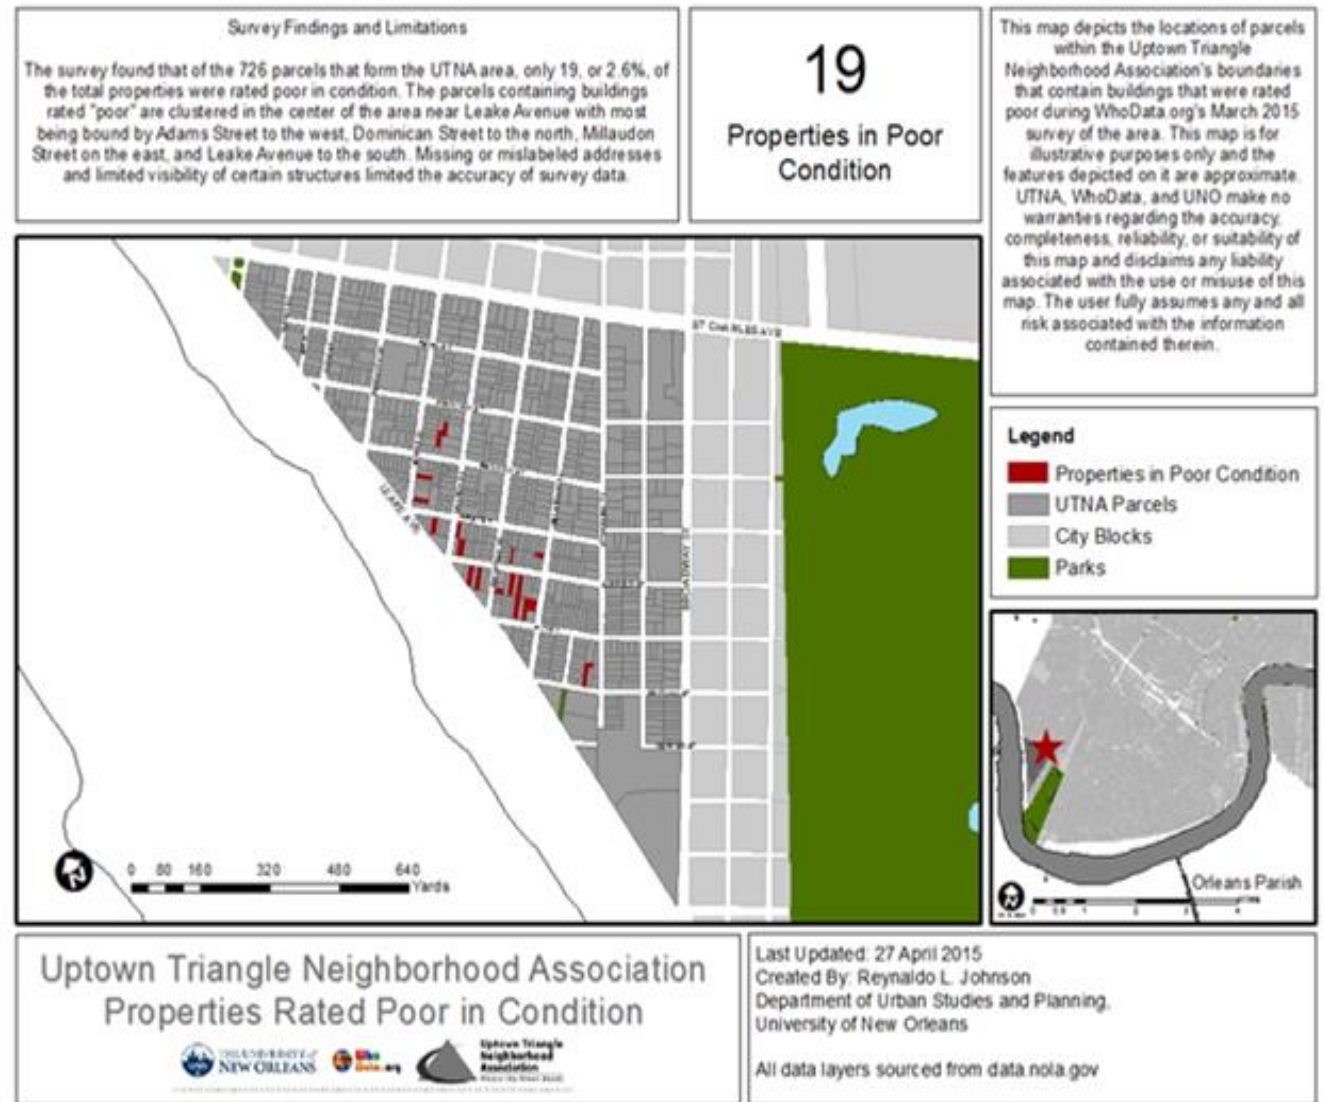 Survey Findings and Limitations
The survey found that of the 726 parcels that form the UTNA area, only 19, or 2.6%, of
the total properties were rated poor in condition. The parcels containing buildings
rated "poor" are clustered in the center of the area near Leake Avenue with most
being bound by Adams Street to the west, Dominican Street to the north, Millaudon
Street on the east, and Leake Avenue to the south. Missing or mislabeled addresses
and limited visibility of certain structures limited the accuracy of survey data.
19
Properties in Poor
Condition
This map depicts the locations of parcels
within the Uptown Triangle
Neighborhood Association's boundaries
that contain buildings that were rated
poor during WhoData.org's March 2015
survey of the area. This map is for
illustrative purposes only and the
features depicted on it are approximate.
UTNA, WhoData, and UNO make no
warranties regarding the accuracy,
completeness, reliability, or suitability of
this map and disclaims any liability
associated with the use or misuse of this
map. The user fully assumes any and all
risk associated with the information
contained therein.
ST CHARLES AVE
LEAKE AVE
BROADWAY ST
N
0 80 160 320 480 640
Yards
Legend
Properties in Poor Condition
UTNA Parcels
City Blocks
Parks
Orleans Parish
Uptown Triangle Neighborhood Association
Properties Rated Poor in Condition
THE UNIVERSITY of
NEW ORLEANS
Who
Data.org
Uptown Triangle
Neighborhood
Association
Last Updated: 27 April 2015
Created By: Reynaldo L. Johnson
Department of Urban Studies and Planning,
University of New Orleans
All data layers sourced from data.nola.gov